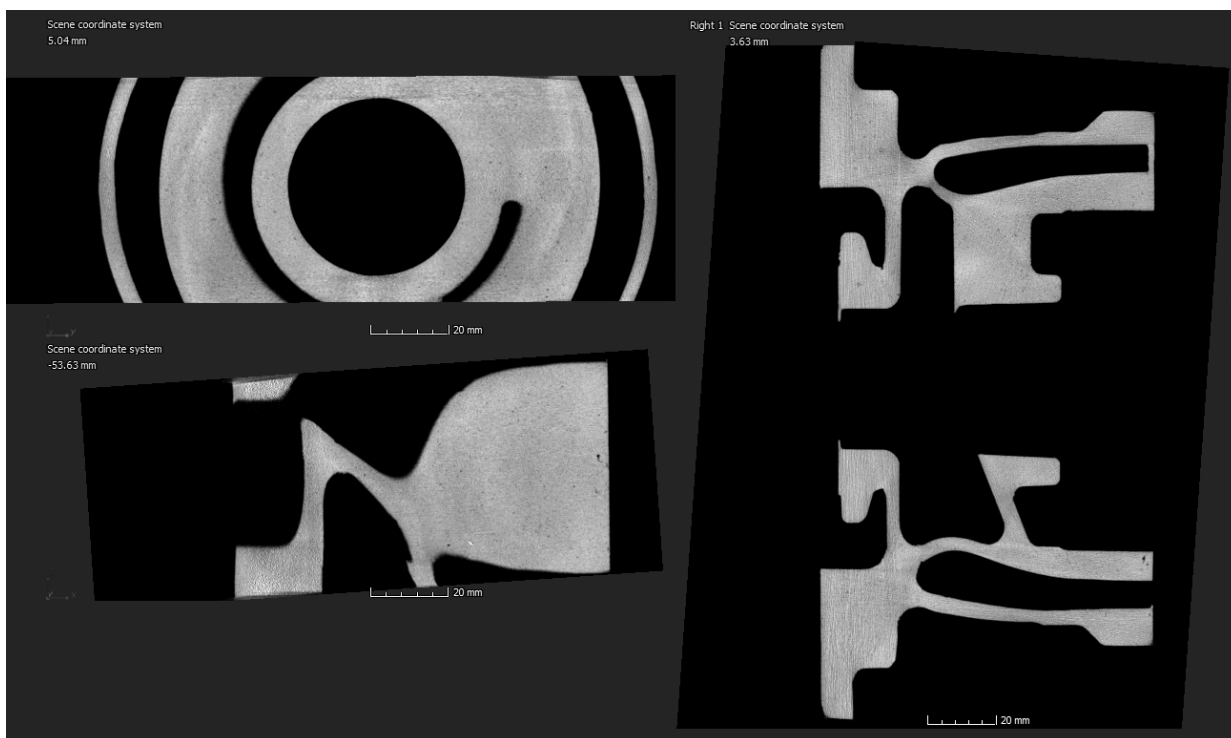 Scene coordinate system
5.04 mm
20 mm
Scene coordinate system
-53.63 mm
20 mm
Right 1 Scene coordinate system
3.63 mm
20 mm